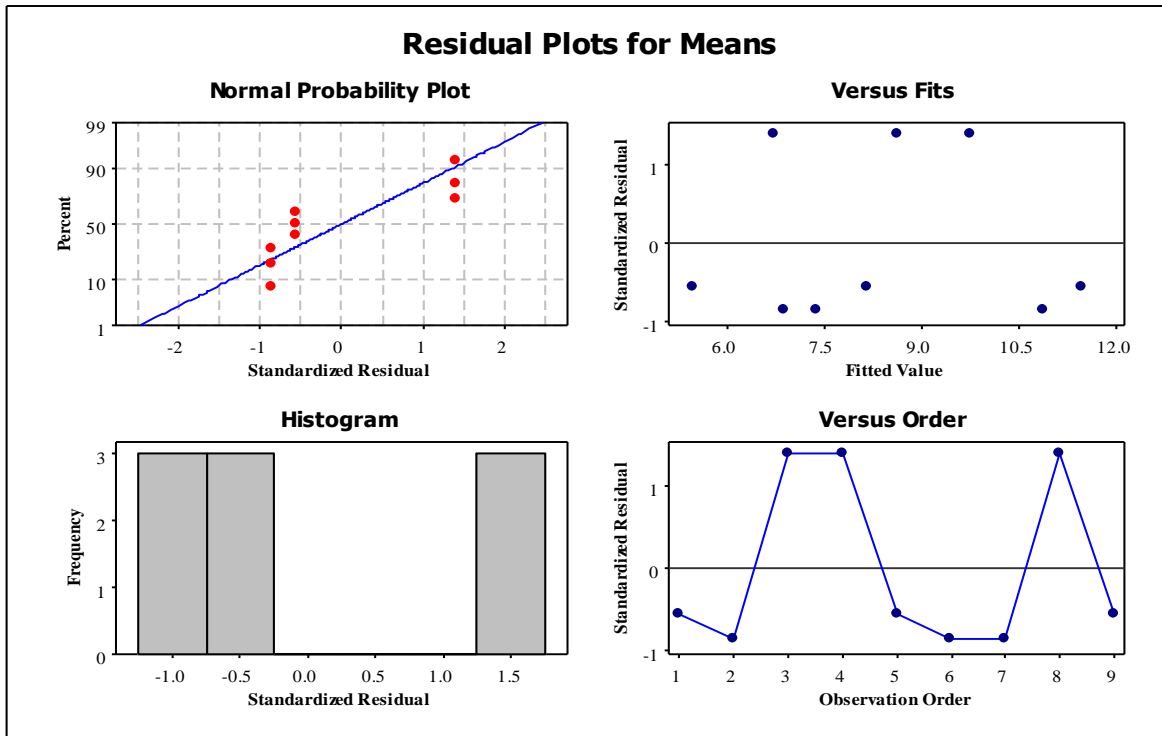 Residual Plots for Means
Normal Probability Plot
Percent
99
90
50
10
1
-2 -1 0 1 2
Standardized Residual
Versus Fits
Standardized Residual
1
0
-1
6.0 7.5 9.0 10.5 12.0
Fitted Value
Histogram
Frequency
3
2
1
0
-1.0 -0.5 0.0 0.5 1.0 1.5
Standardized Residual
Versus Order
Standardized Residual
1
0
-1
1 2 3 4 5 6 7 8 9
Observation Order